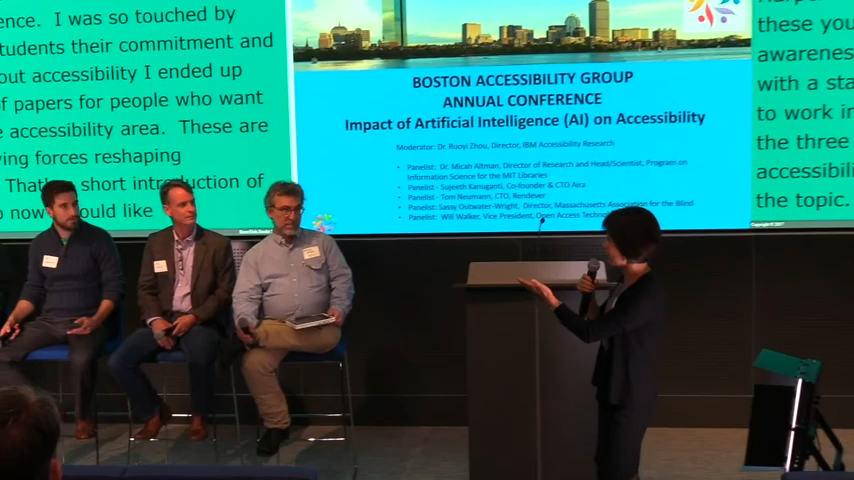 ence. I was so touched by
tudents their commitment and
out accessibility I ended up
f papers for people who want
e accessibility area. These are
ing forces reshaping
That's short introduction of
now would like
BOSTON ACCESSIBILITY GROUP
ANNUAL CONFERENCE
Impact of Artificial Intelligence (AI) on Accessibility
Moderator: Dr. Ruoyi Zhou, Director, IBM Accessibility Research
• Panelist: Dr. Micah Altman, Director of Research and Head/Scientist, Program on
Information Science for the MIT Libraries
• Panelist - Sujeeth Kanuganti, Co-founder & CTO Aira
• Panelist - Tom Neumann, CTO, Rendever
• Panelist: Sassy Outwater-Wright, Director, Massachusetts Association for the Blind
• Panelist: Will Walker, Vice President, Open Access
these you
awareness
with a sta
to work in
the three
accessibili
the topic.